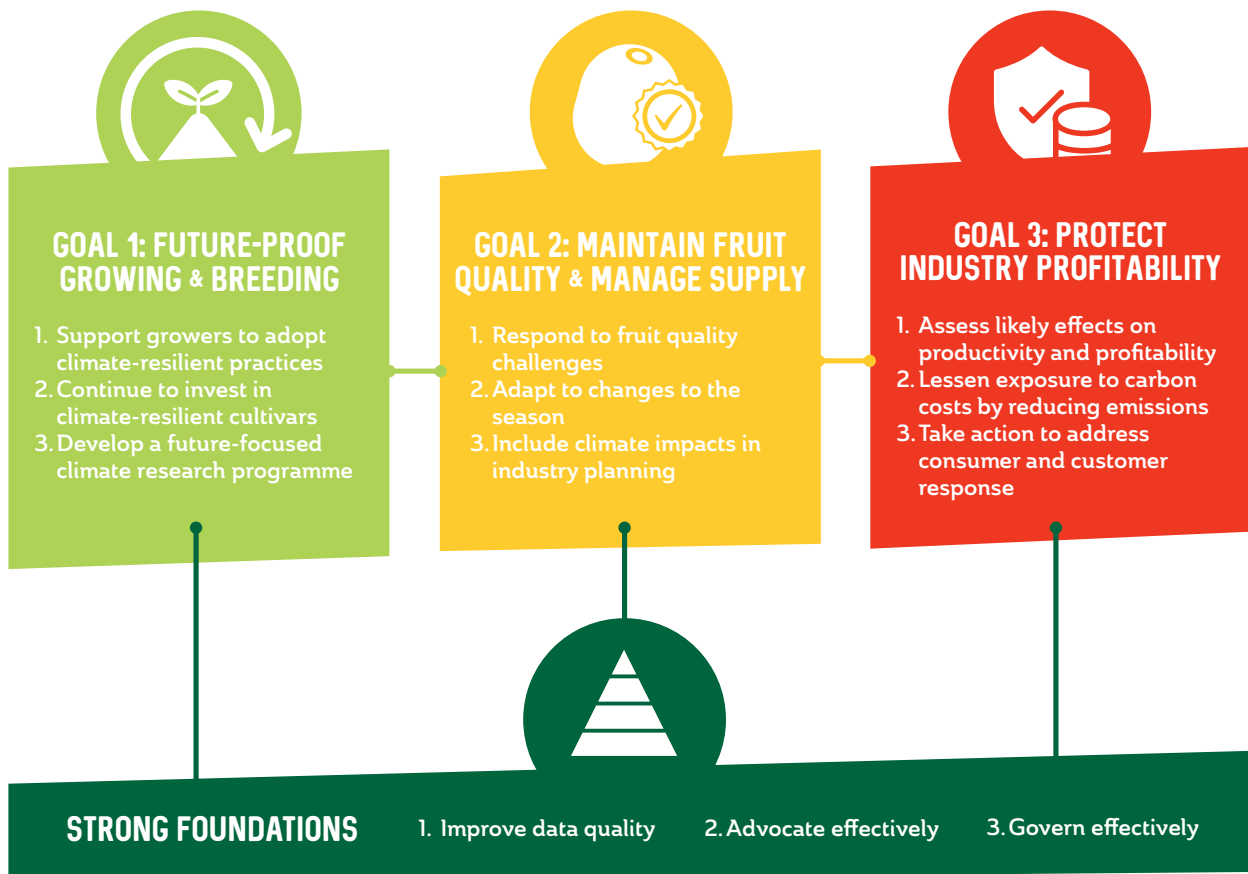 GOAL 1: FUTURE-PROOF
GROWING & BREEDING
1. Support growers to adopt
climate-resilient practices
2. Continue to invest in
climate-resilient cultivars
3. Develop a future-focused
climate research programme
GOAL 2: MAINTAIN FRUIT
QUALITY & MANAGE SUPPLY
1. Respond to fruit quality
challenges
2. Adapt to changes to the
season
3. Include climate impacts in
industry planning
GOAL 3: PROTECT
INDUSTRY PROFITABILITY
1. Assess likely effects on
productivity and profitability
2. Lessen exposure to carbon
costs by reducing emissions
3. Take action to address
consumer and customer
response
STRONG FOUNDATIONS 1. Improve data quality 2. Advocate effectively 3. Govern effectively